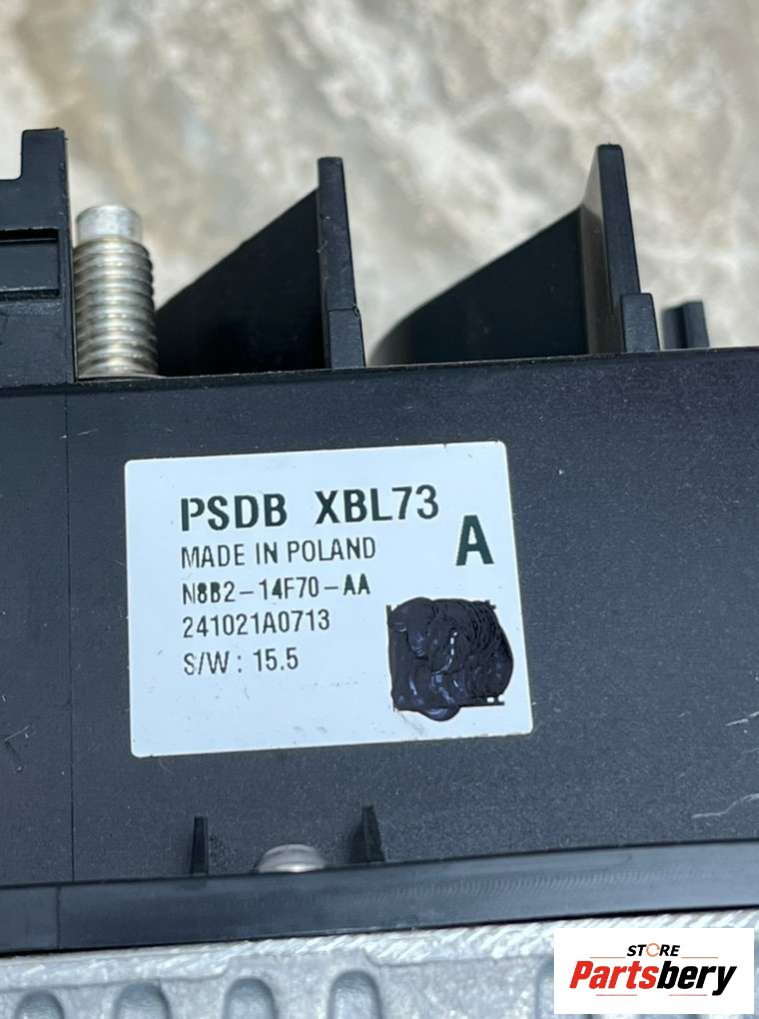 PSDB XBL73
A
MADE IN POLAND
N8B2-14F70-AA
241021A0713
S/W : 15.5
STORE
Partsbery